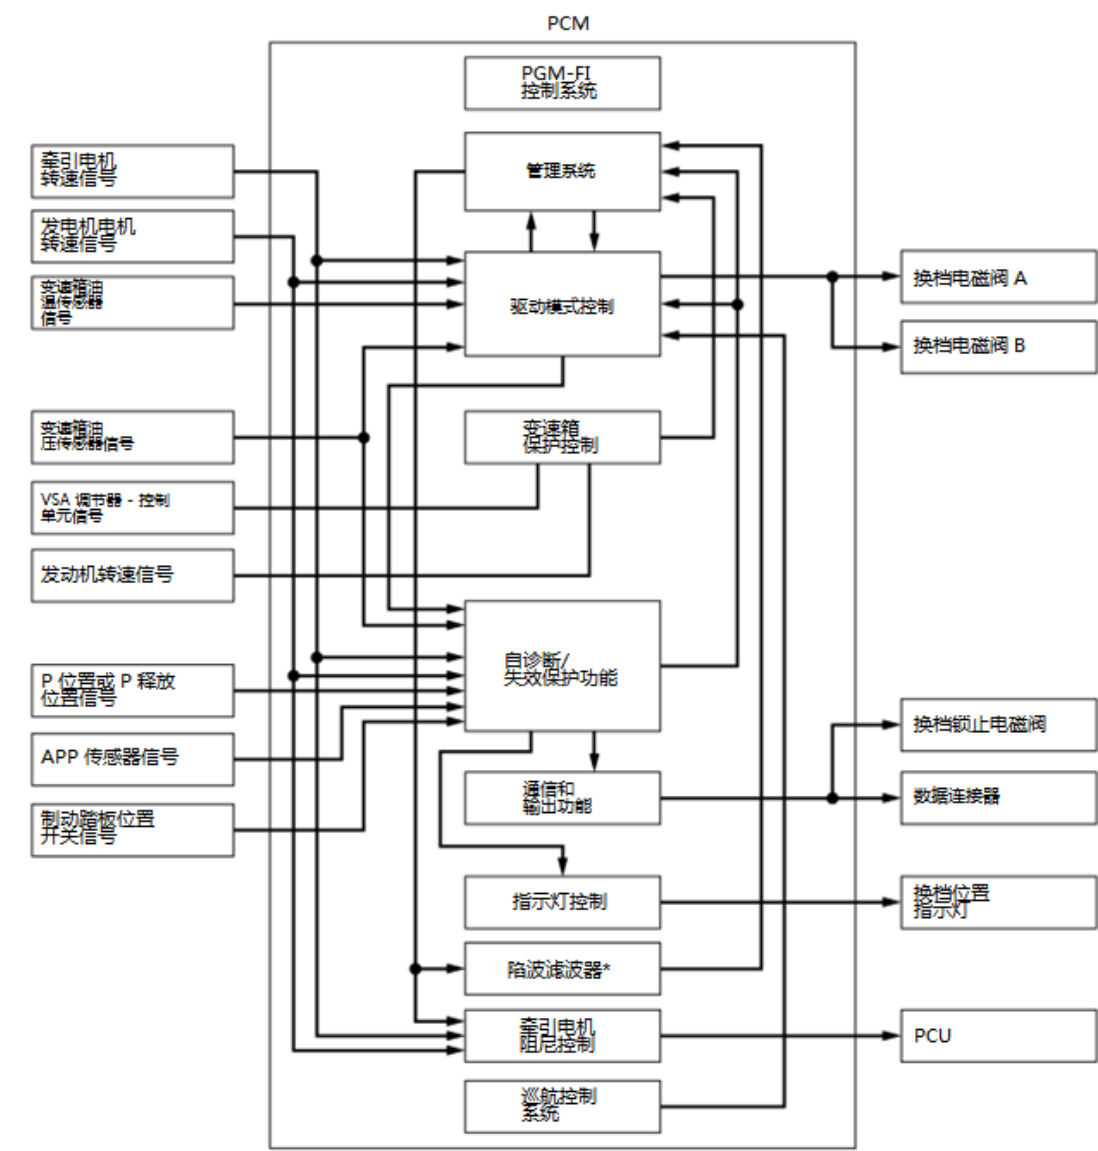 PCM
PGM-FI
控制系统
管理系统
驱动模式控制
变速箱
保护控制
自诊断/
失效保护功能
通信和
输出功能
指示灯控制
陷波滤波器*
牵引电机
阻尼控制
巡航控制
系统
牵引电机
转速信号
发电机电机
转速信号
变速箱油
温传感器
信号
变速箱油
压传感器信号
VSA 调节器 - 控制
单元信号
发动机转速信号
P 位置或 P 释放
位置信号
APP 传感器信号
制动踏板位置
开关信号
换档电磁阀 A
换档电磁阀 B
换档锁止电磁阀
数据连接器
换档位置
指示灯
PCU